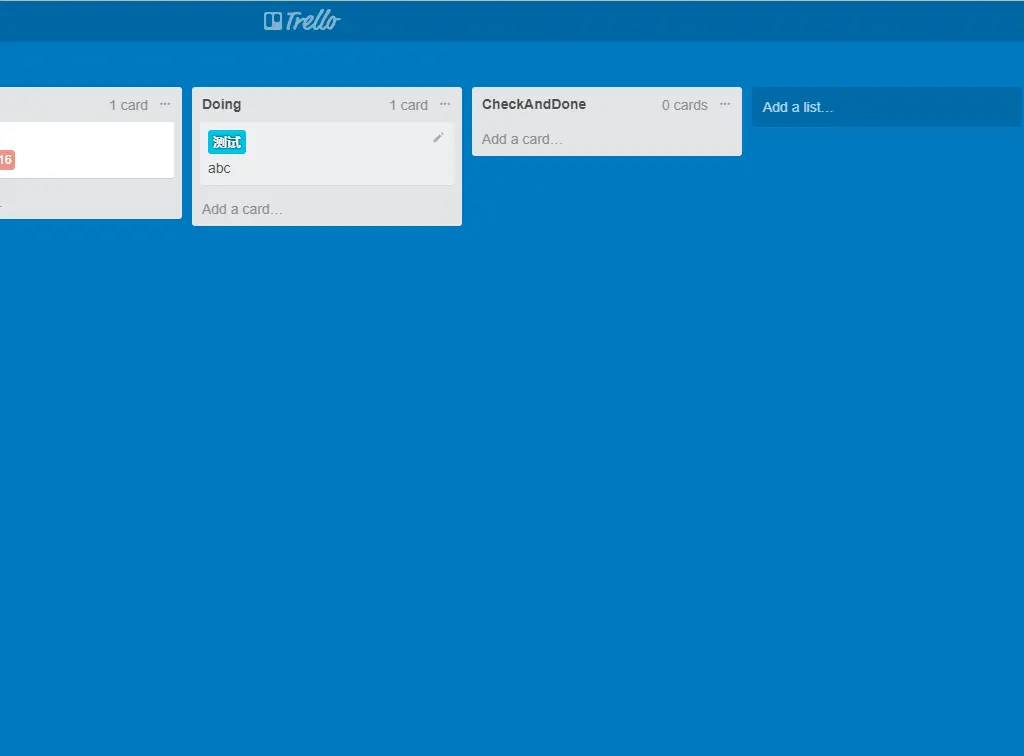 Trello
1 card
16
Doing
1 card
测试
abc
Add a card…
CheckAndDone
0 cards
Add a card…
Add a list…